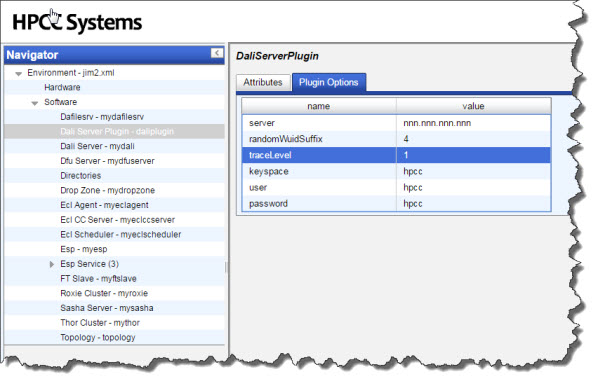 HPCC Systems
Navigator
Environment - jim2.xml
Hardware
Software
Dafilesrv - mydafilesrv
Dali Server Plugin - daliplugin
Dali Server - mydali
Dfu Server - mydfuserver
Directories
Drop Zone - mydropzone
Ecl Agent - myeclagent
Ecl CC Server - myeclccserver
Ecl Scheduler - myeclscheduler
Esp - myesp
Esp Service (3)
FT Slave - myftslave
Roxie Cluster - myroxie
Sasha Server - mysasha
Thor Cluster - mythor
Topology - topology
DaliServerPlugin
Attributes Plugin Options
name value
server nnn.nnn.nnn.nnn
randomWuidSuffix 4
traceLevel 1
keyspace hpcc
user hpcc
password hpcc